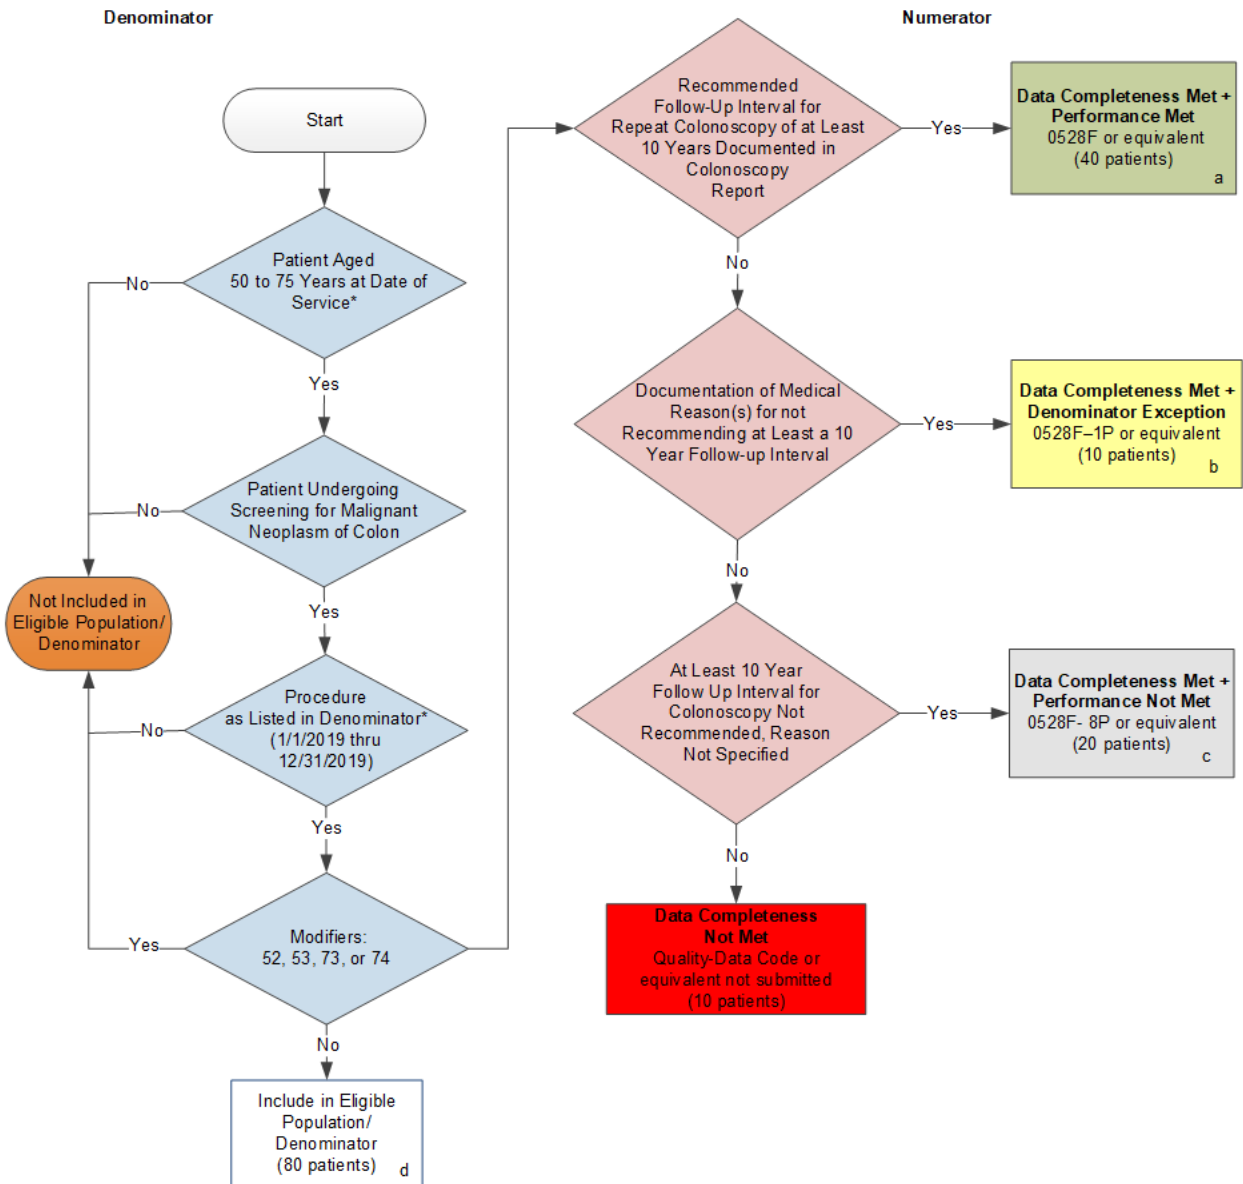 Denominator
Numerator
Start
Patient Aged
50 to 75 Years at Date of
Service*
No
Yes
Patient Undergoing
Screening for Malignant
Neoplasm of Colon
No
Yes
Not Included in
Eligible Population/
Denominator
Procedure
as Listed in Denominator*
(1/1/2019 thru
12/31/2019)
No
Yes
Modifiers:
52, 53, 73, or 74
Yes
No
Include in Eligible
Population/
Denominator
(80 patients)
d
Recommended
Follow-Up Interval for
Repeat Colonoscopy of at Least
10 Years Documented in
Colonoscopy
Report
Yes
Data Completeness Met +
Performance Met
0528F or equivalent
(40 patients)
a
No
Documentation of Medical
Reason(s) for not
Recommending at Least a 10
Year Follow-up Interval
Yes
Data Completeness Met +
Denominator Exception
0528F–1P or equivalent
(10 patients)
b
No
At Least 10 Year
Follow Up Interval for
Colonoscopy Not
Recommended, Reason
Not Specified
Yes
Data Completeness Met +
Performance Not Met
0528F- 8P or equivalent
(20 patients)
c
No
Data Completeness
Not Met
Quality-Data Code or
equivalent not submitted
(10 patients)